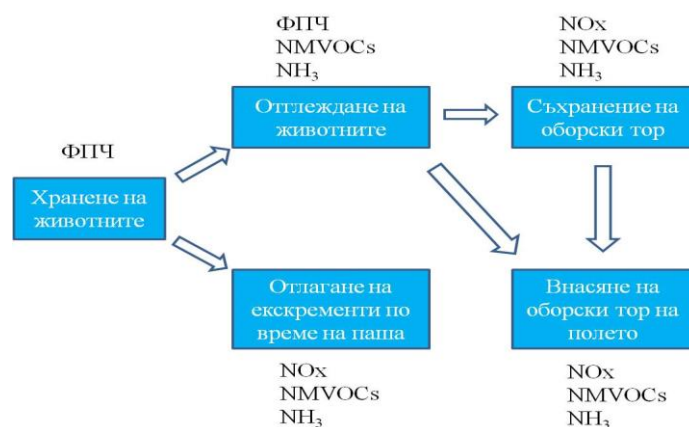 ФПЧ
NMVOCs
NH3
NOx
NMVOCs
NH3
Отглеждане на
животните
Съхранение на
оборски тор
ФПЧ
Хранене на
животните
Отлагане на
екскременти по
време на паша
Внасяне на
оборски тор на
полето
NOx
NMVOCs
NH3
NOx
NMVOCs
NH3